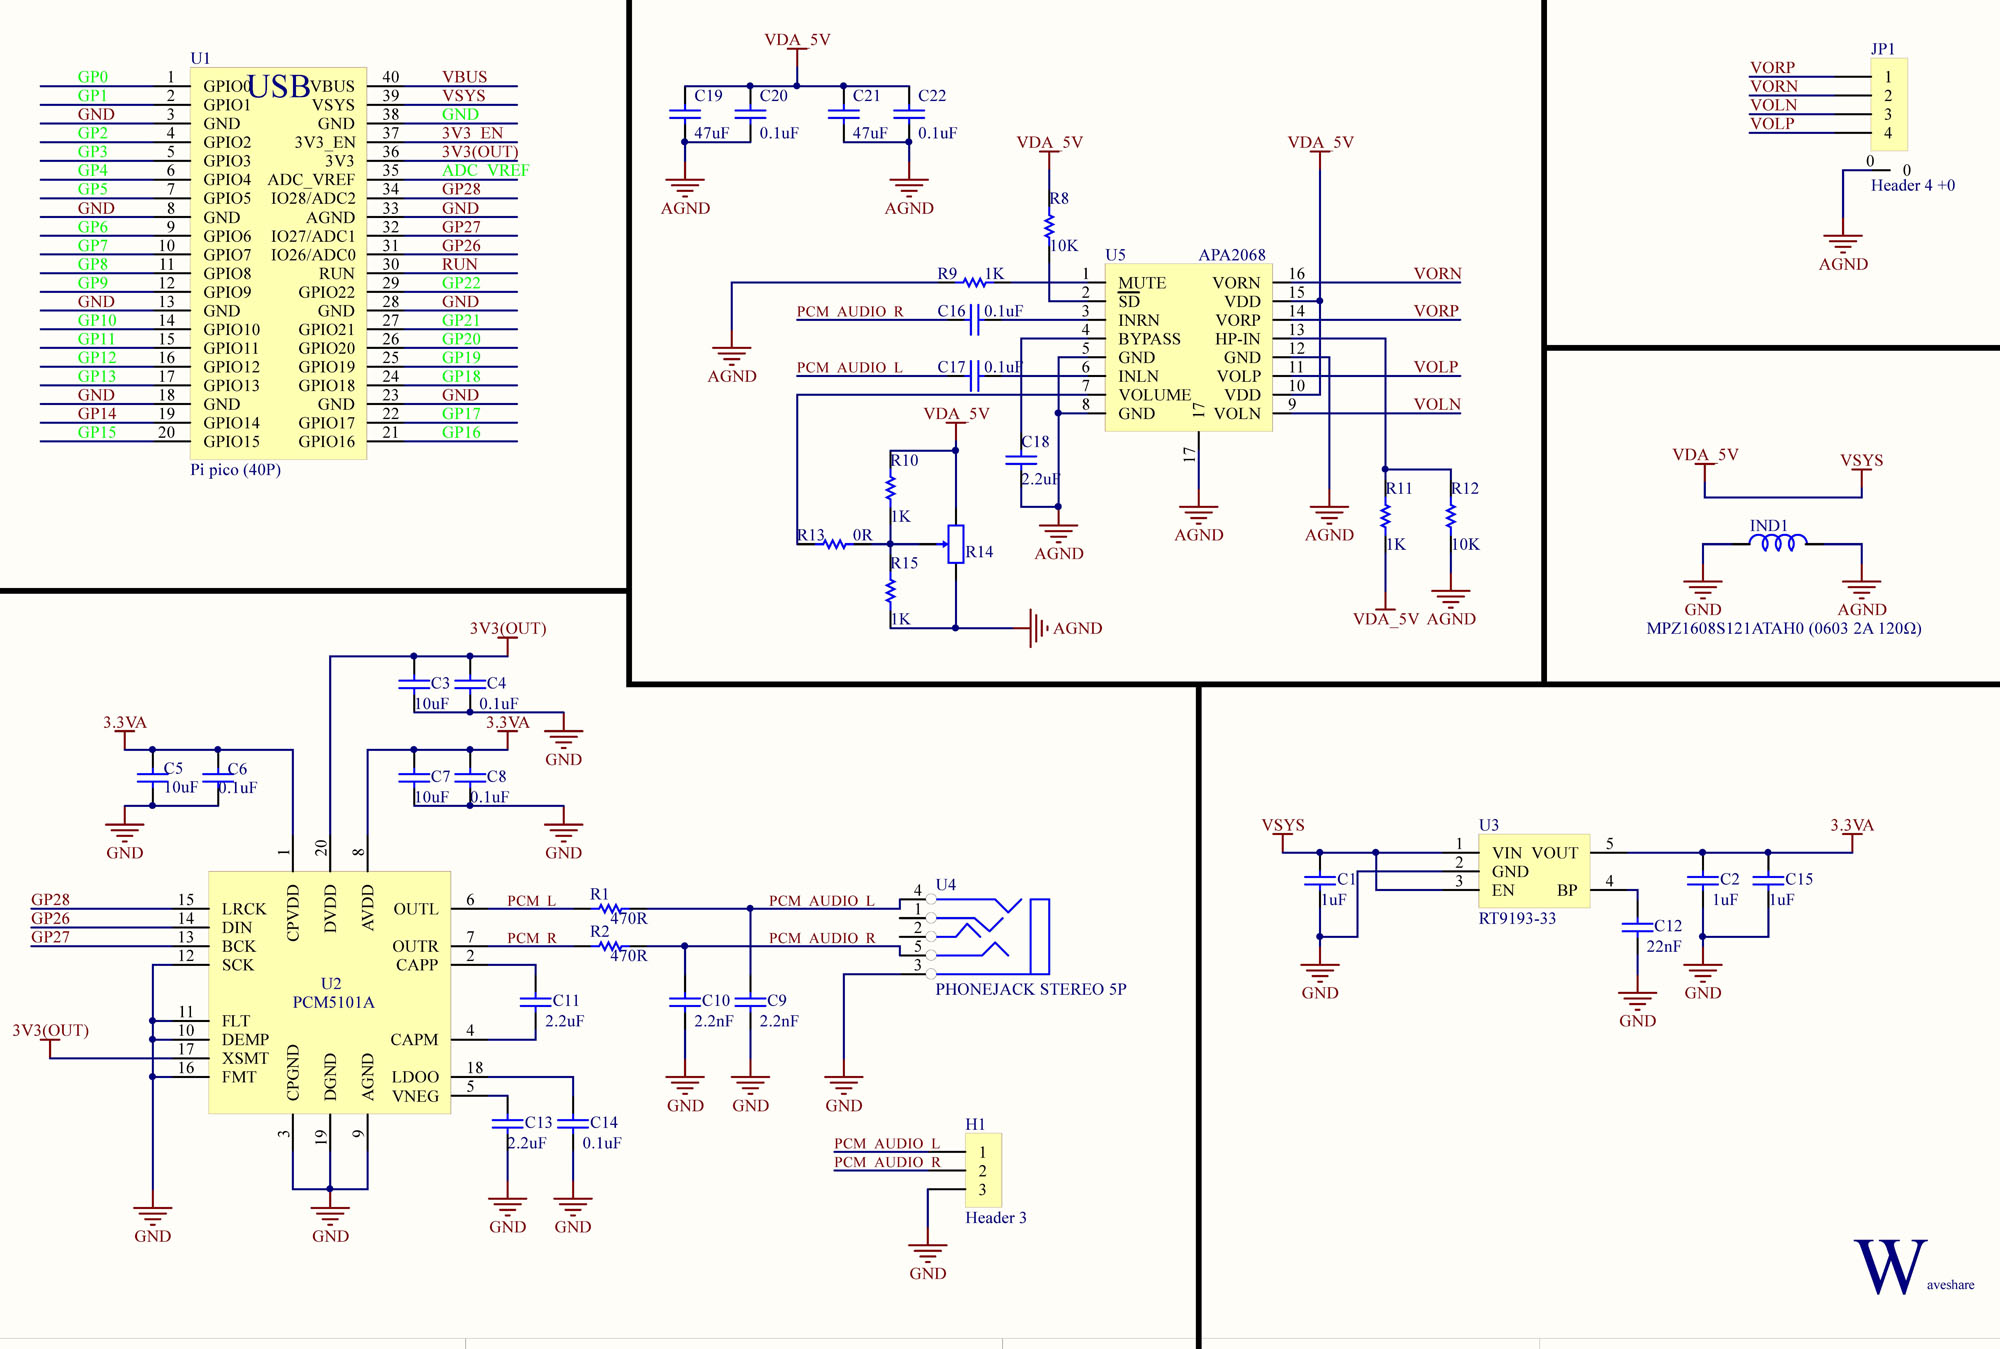 U1
USB
GP0 1 GPIO0 VBUS 40 VBUS
GP1 2 GPIO1 VSYS 39 VSYS
GND 3 GND GND 38 GND
GP2 4 GPIO2 3V3_EN 37 3V3_EN
GP3 5 GPIO3 3V3 36 3V3(OUT)
GP4 6 GPIO4 ADC_VREF 35 ADC_VREF
GP5 7 GPIO5 IO28/ADC2 34 GP28
GND 8 GND AGND 33 GND
GP6 9 GPIO6 IO27/ADC1 32 GP27
GP7 10 GPIO7 IO26/ADC0 31 GP26
GP8 11 GPIO8 RUN 30 RUN
GP9 12 GPIO9 GPIO22 29 GP22
GND 13 GND GND 28 GND
GP10 14 GPIO10 GPIO21 27 GP21
GP11 15 GPIO11 GPIO20 26 GP20
GP12 16 GPIO12 GPIO19 25 GP19
GP13 17 GPIO13 GPIO18 24 GP18
GND 18 GND GND 23 GND
GP14 19 GPIO14 GPIO17 22 GP17
GP15 20 GPIO15 GPIO16 21 GP16
Pi pico (40P)
VDA_5V
C19 C20 C21 C22
47uF 0.1uF 47uF 0.1uF
AGND AGND
VDA_5V VDA_5V
R8
10K
U5 APA2068
R9 1K 1 MUTE VORN 16 VORN
2 SD VDD 15
PCM_AUDIO_R C16 0.1uF 3 INRN VORP 14 VORP
4 BYPASS HP-IN 13
5 GND GND 12
PCM_AUDIO_L C17 0.1uF 6 INLN VOLP 11 VOLP
7 VOLUME VDD 10
8 GND VOLN 9 VOLN
17
17
AGND
VDA_5V
C18
2.2uF
R10
1K
R13 0R
R14
R15
1K
AGND
AGND
AGND
AGND
R11 R12
1K 10K
VDA_5V AGND
JP1
VORP 1
VORN 2
VOLN 3
VOLP 4
0 0
Header 4 +0
AGND
VDA_5V VSYS
IND1
GND AGND
MPZ1608S121ATAH0 (0603 2A 120Ω)
3V3(OUT)
C3 C4
10uF 0.1uF
GND
3.3VA 3.3VA
C5 C6 C7 C8
10uF 0.1uF 10uF 0.1uF
GND GND
1 20 8
CPVDD DVDD AVDD
GP28 15 LRCK OUTL 6 PCM_L R1 470R PCM_AUDIO_L
GP26 14 DIN
GP27 13 BCK OUTR 7 PCM_R R2 470R PCM_AUDIO_R
12 SCK CAPP 2
U2
PCM5101A
C11
2.2uF
11 FLT
10 DEMP CAPM 4
3V3(OUT) 17 XSMT
16 FMT LDOO 18
VNEG 5
CPGND DGND AGND
3 19 9
GND GND
C13 C14
2.2uF 0.1uF
GND GND
C10 C9
2.2nF 2.2nF
GND GND GND
U4
4
1
2
5
3
PHONEJACK STEREO 5P
H1
PCM_AUDIO_L 1
PCM_AUDIO_R 2
3
Header 3
GND
VSYS U3 3.3VA
1 VIN VOUT 5
2 GND
3 EN BP 4
RT9193-33
C1
1uF
C2 C15
1uF 1uF
C12
22nF
GND GND GND
Waveshare